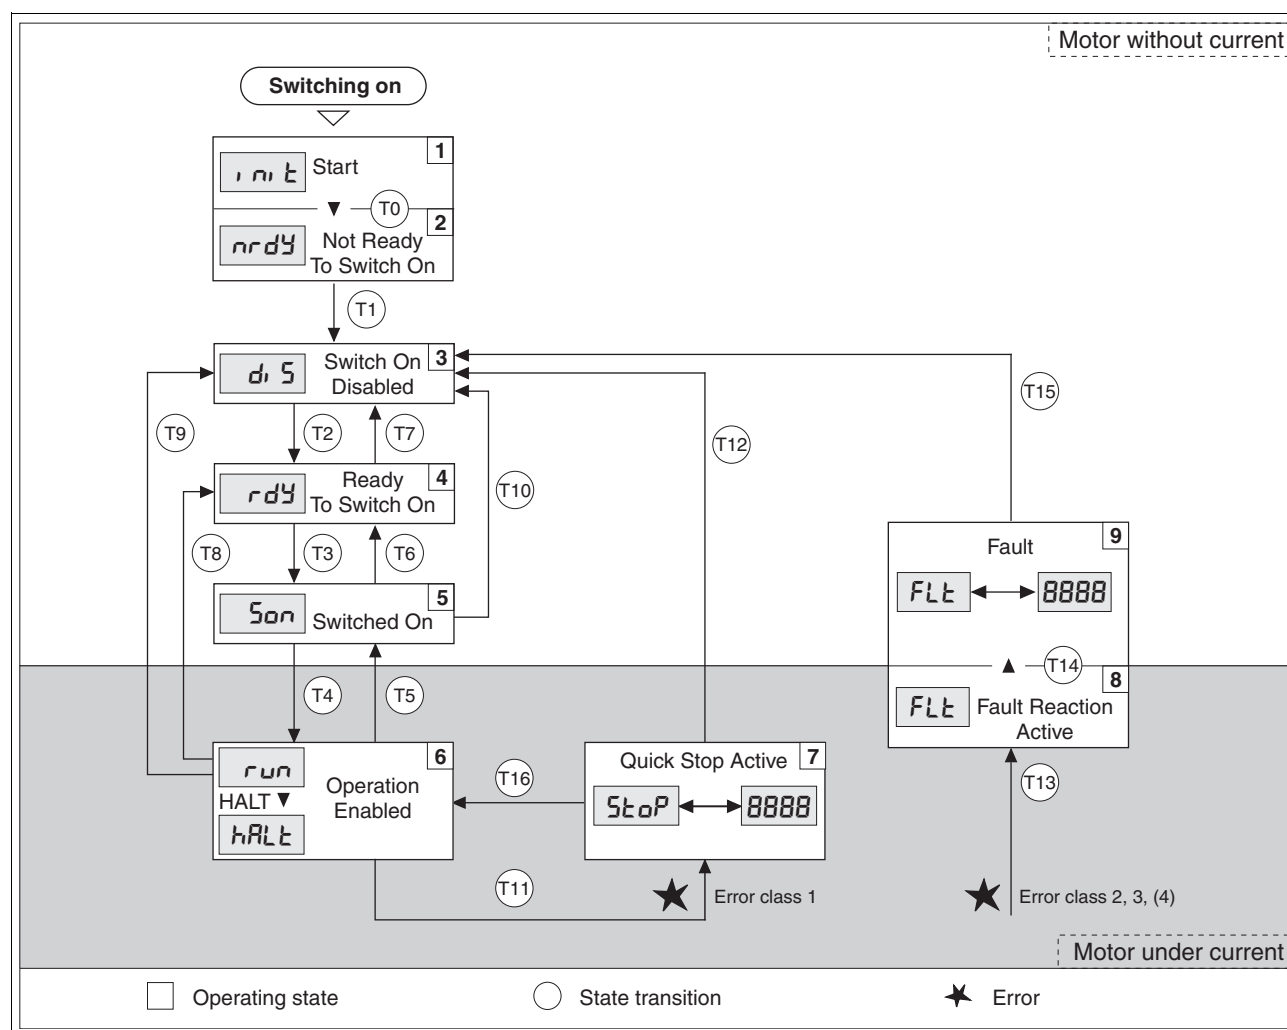 Motor without current
Switching on
1
init Start
T0
2
nrdy Not Ready
To Switch On
T1
3
diS Switch On
Disabled
T9
T2
T7
T12
T15
4
rdy Ready
To Switch On
T10
T8
T3
T6
5
Son Switched On
9
Fault
FLt 8888
T14
8
FLt Fault Reaction
Active
T4
T5
6
run
HALT
hALt
Operation
Enabled
T16
Quick Stop Active 7
StoP 8888
T13
T11
Error class 1
Error class 2, 3, (4)
Motor under current
Operating state
State transition
Error